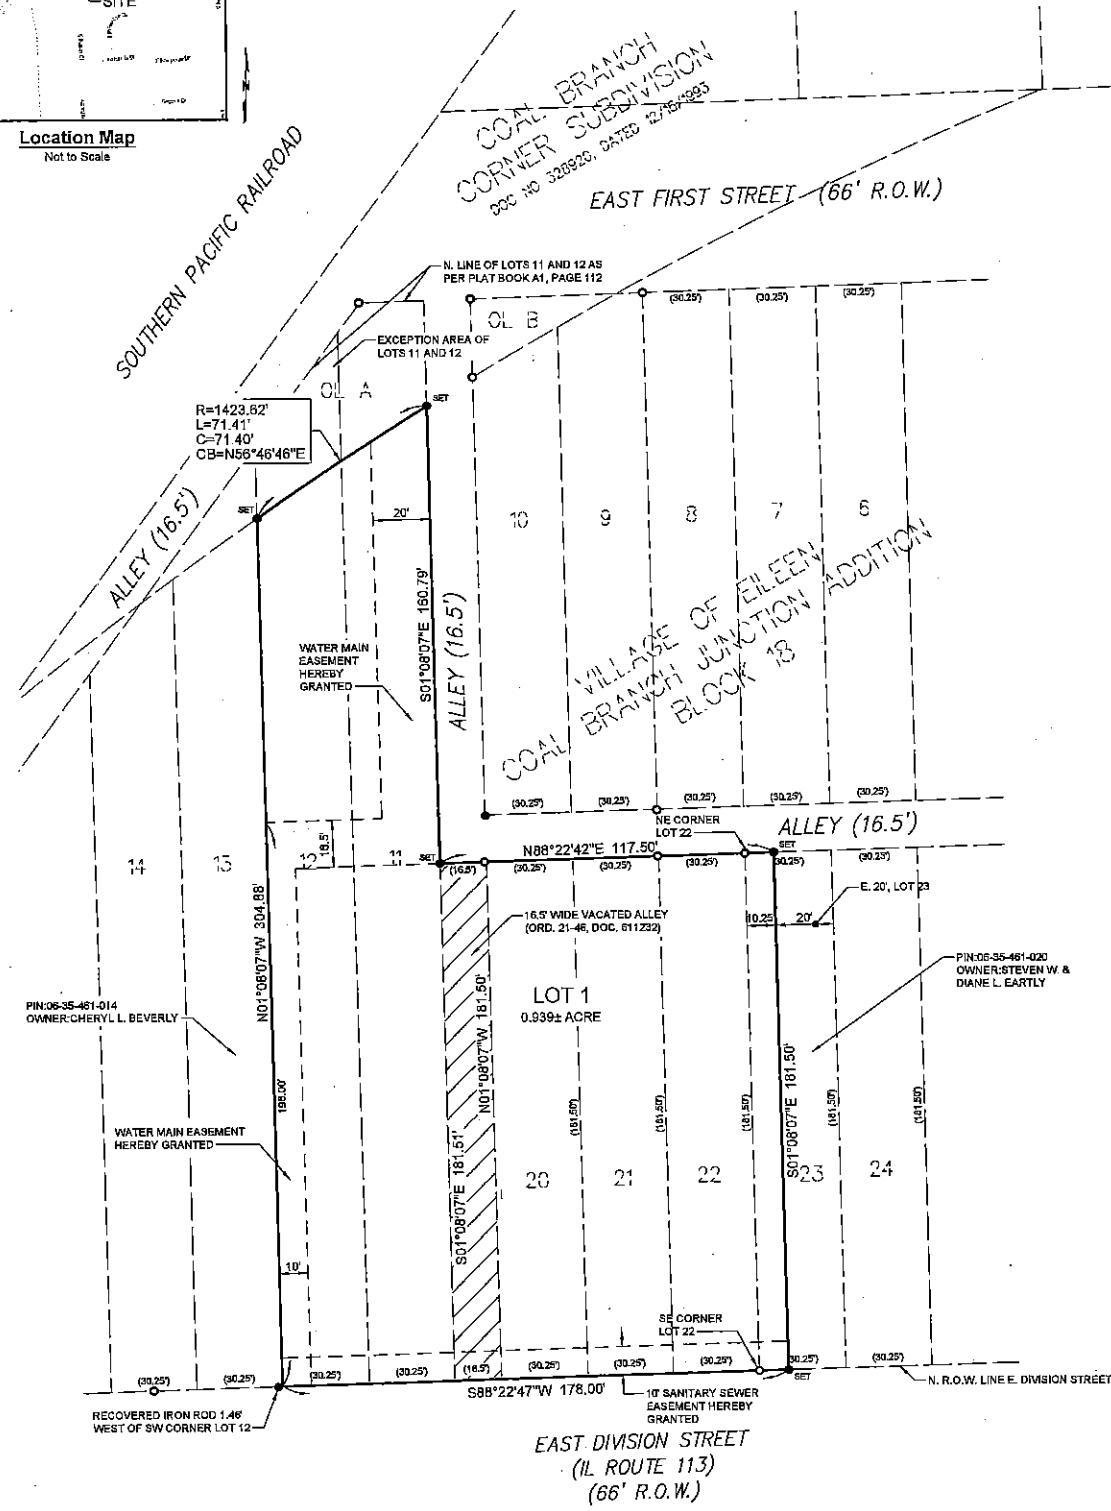 SITE
Location Map
Not to Scale
SOUTHERN PACIFIC RAILROAD
COAL BRANCH
CORNER SUBDIVISION
DOC NO 328920, DATED 12/16/1993
EAST FIRST STREET (66' R.O.W.)
N. LINE OF LOTS 11 AND 12 AS
PER PLAT BOOK A1, PAGE 112
(30.25')
(30.25')
(30.25')
OL B
EXCEPTION AREA OF
LOTS 11 AND 12
OL A
SET
R=1423.62'
L=71.41'
C=71.40'
CB=N56°46'46"E
SET
ALLEY (16.5')
20'
10
9
8
7
6
S01°08'07"E 160.79'
ALLEY (16.5')
VILLAGE OF EILEEN
COAL BRANCH JUNCTION ADDITION
BLOCK 18
WATER MAIN
EASEMENT
HEREBY
GRANTED
(30.25')
(30.25')
(30.25')
(30.25')
(30.25')
NE CORNER
LOT 22
ALLEY (16.5')
14
13
12
16.5'
11
SET
N88°22'42"E 117.50'
SET
(16.5')
(30.25')
(30.25')
(30.25')
(30.25')
(30.25')
E. 20', LOT 23
10.25
20'
16.5' WIDE VACATED ALLEY
(ORD. 21-46, DOC. 611232)
N01°08'07"W 304.88'
N01°08'07"W 181.50'
LOT 1
0.939± ACRE
PIN:06-35-461-020
OWNER:STEVEN W. &
DIANE L. EARTLY
PIN:06-35-461-014
OWNER:CHERYL L. BEVERLY
198.00'
S01°08'07"E 181.50'
(181.50')
(181.50')
(181.50')
(181.50')
(181.50')
WATER MAIN EASEMENT
HEREBY GRANTED
S01°08'07"E 181.51'
20
21
22
23
24
10'
SE CORNER
LOT 22
(30.25')
(30.25')
(30.25')
(30.25')
(30.25')
(16.5')
(30.25')
(30.25')
(30.25')
(30.25')
(30.25')
SET
N. R.O.W. LINE E. DIVISION STREET
S88°22'47"W 178.00'
10' SANITARY SEWER
EASEMENT HEREBY
GRANTED
RECOVERED IRON ROD 1.46'
WEST OF SW CORNER LOT 12
EAST DIVISION STREET
(IL ROUTE 113)
(66' R.O.W.)